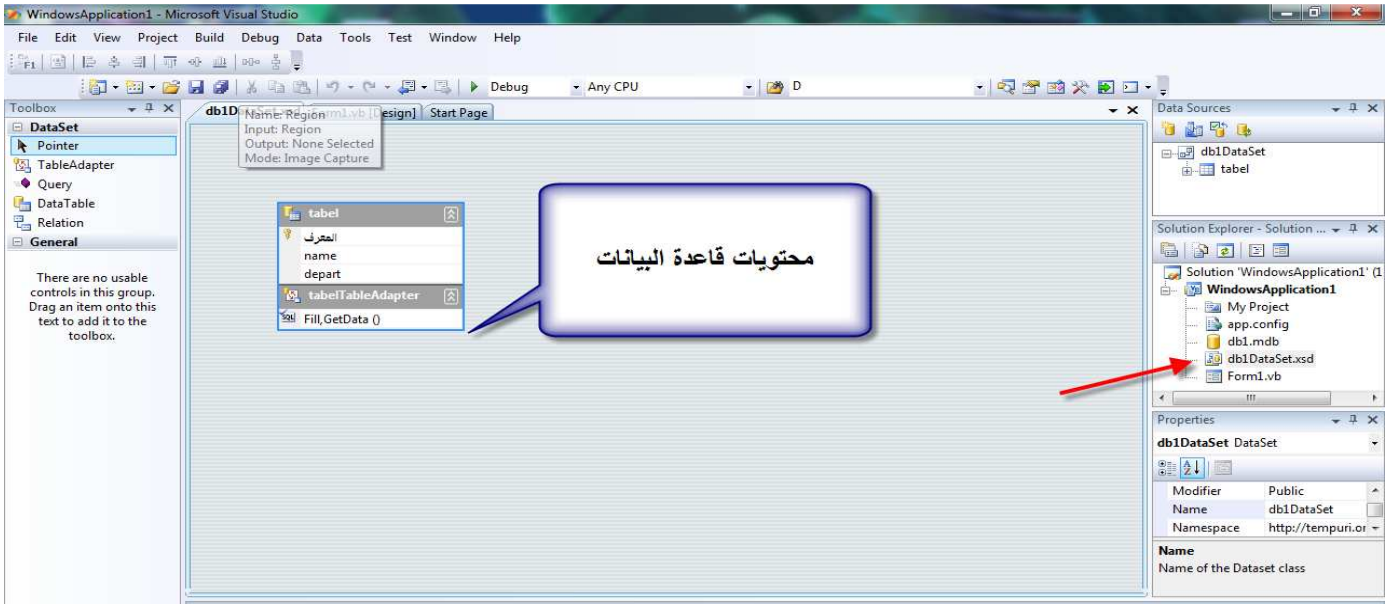 WindowsApplication1 - Microsoft Visual Studio
File Edit View Project Build Debug Data Tools Test Window Help
Debug Any CPU D
Toolbox
DataSet
Pointer
TableAdapter
Query
DataTable
Relation
General
There are no usable
controls in this group.
Drag an item onto this
text to add it to the
toolbox.
[Design] Start Page
Name: Region
Input: Region
Output: None Selected
Mode: Image Capture
tabel
المعرف
name
depart
tabelTableAdapter
Fill,GetData ()
محتويات قاعدة البيانات
Data Sources
db1DataSet
tabel
Solution Explorer - Solution ...
Solution 'WindowsApplication1' (1
WindowsApplication1
My Project
app.config
db1.mdb
db1DataSet.xsd
Form1.vb
Properties
db1DataSet DataSet
Modifier Public
Name db1DataSet
Namespace http://tempuri.or
Name
Name of the Dataset class